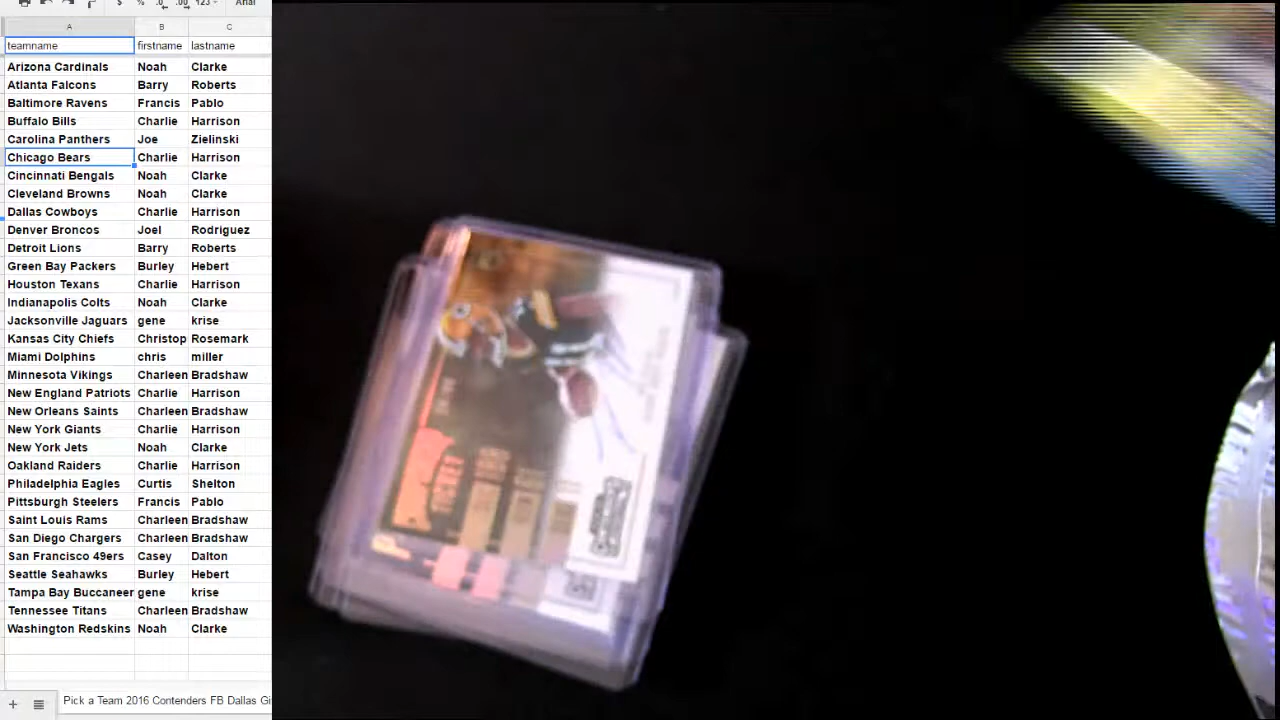 $ % .0 .00 123 Arial
A B C
teamname firstname lastname
Arizona Cardinals Noah Clarke
Atlanta Falcons Barry Roberts
Baltimore Ravens Francis Pablo
Buffalo Bills Charlie Harrison
Carolina Panthers Joe Zielinski
Chicago Bears Charlie Harrison
Cincinnati Bengals Noah Clarke
Cleveland Browns Noah Clarke
Dallas Cowboys Charlie Harrison
Denver Broncos Joel Rodriguez
Detroit Lions Barry Roberts
Green Bay Packers Burley Hebert
Houston Texans Charlie Harrison
Indianapolis Colts Noah Clarke
Jacksonville Jaguars gene krise
Kansas City Chiefs Christop Rosemark
Miami Dolphins chris miller
Minnesota Vikings Charleen Bradshaw
New England Patriots Charlie Harrison
New Orleans Saints Charleen Bradshaw
New York Giants Charlie Harrison
New York Jets Noah Clarke
Oakland Raiders Charlie Harrison
Philadelphia Eagles Curtis Shelton
Pittsburgh Steelers Francis Pablo
Saint Louis Rams Charleen Bradshaw
San Diego Chargers Charleen Bradshaw
San Francisco 49ers Casey Dalton
Seattle Seahawks Burley Hebert
Tampa Bay Buccaneer gene krise
Tennessee Titans Charleen Bradshaw
Washington Redskins Noah Clarke
Pick a Team 2016 Contenders FB Dallas Gi
TICKET